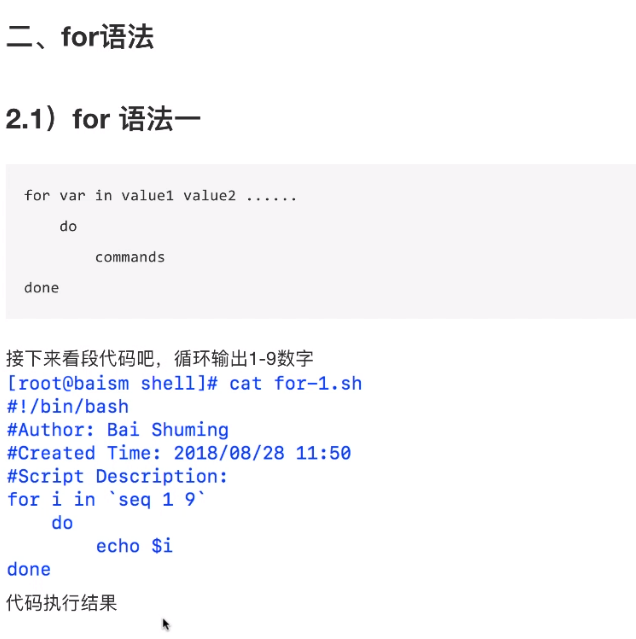 二、for语法
2.1）for 语法一
for var in value1 value2 ......
do
commands
done
接下来看段代码吧，循环输出1-9数字
[root@baism shell]# cat for-1.sh
#!/bin/bash
#Author: Bai Shuming
#Created Time: 2018/08/28 11:50
#Script Description:
for i in `seq 1 9`
do
echo $i
done
代码执行结果